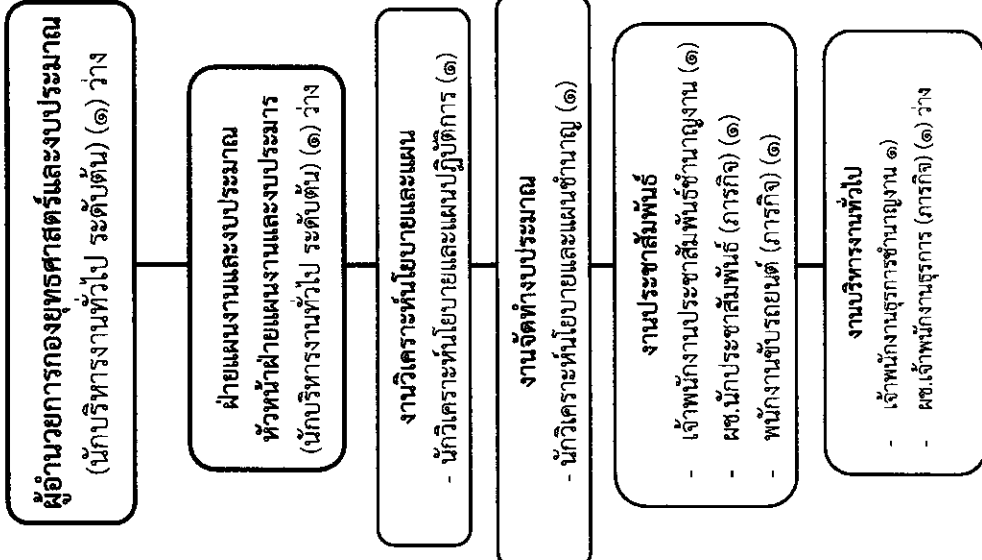 ผู้อำนวยการกองยุทธศาสตร์และงบประมาณ
(นักบริหารงานทั่วไป ระดับต้น) (๑) ว่าง
ฝ่ายแผนงานและงบประมาณ
หัวหน้าฝ่ายแผนงานและงบประมาร
(นักบริหารงานทั่วไป ระดับต้น) (๑) ว่าง
งานวิเคราะห์นโยบายและแผน
- นักวิเคราะห์นโยบายและแผนปฏิบัติการ (๑)
งานจัดทำงบประมาณ
- นักวิเคราะห์นโยบายและแผนชำนาญ (๑)
งานประชาสัมพันธ์
- เจ้าพนักงานประชาสัมพันธ์ชำนาญงาน (๑)
- ผช.นักประชาสัมพันธ์ (ภารกิจ) (๑)
- พนักงานขับรถยนต์ (ภารกิจ) (๑)
งานบริหารงานทั่วไป
- เจ้าพนักงานธุรการชำนาญงาน ๑)
- ผช.เจ้าพนักงานธุรการ (ภารกิจ) (๑) ว่าง